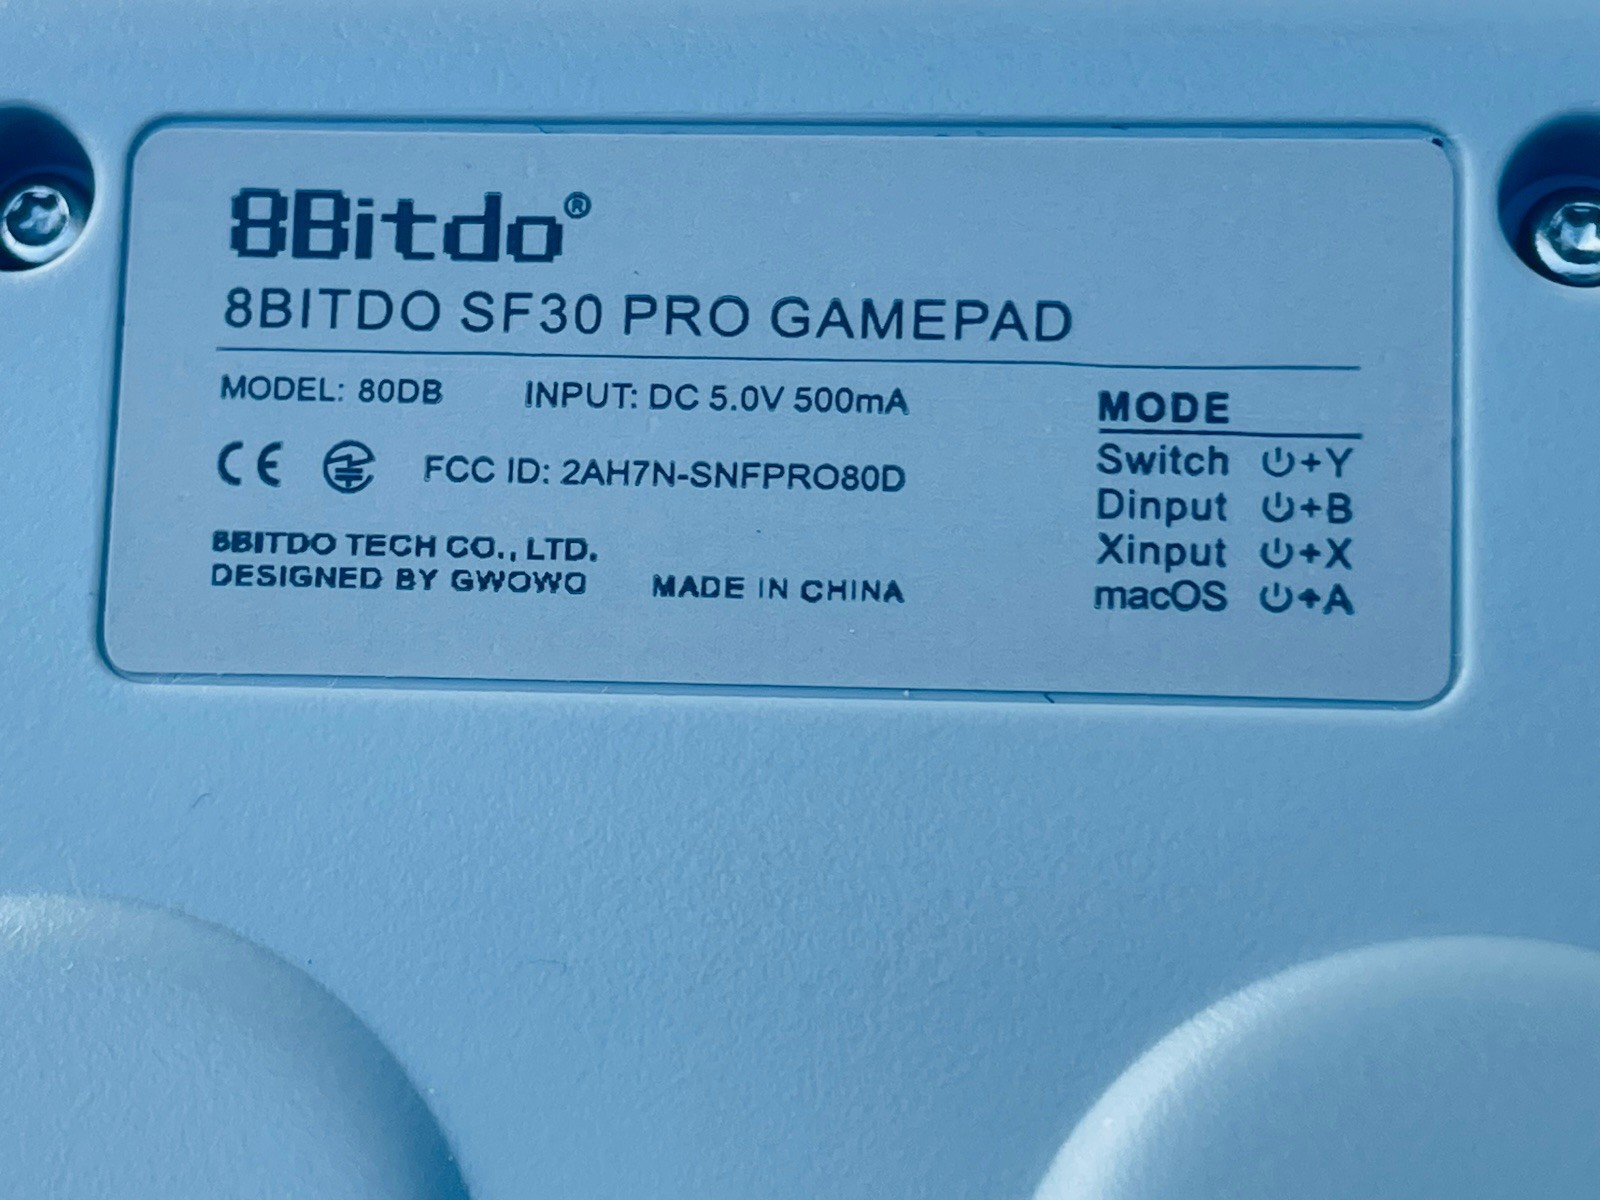 8Bitdo®
8BITDO SF30 PRO GAMEPAD
MODEL: 80DB INPUT: DC 5.0V 500mA
CE FCC ID: 2AH7N-SNFPRO80D
8BITDO TECH CO., LTD.
DESIGNED BY GWOWO MADE IN CHINA
MODE
Switch ⏻+Y
Dinput ⏻+B
Xinput ⏻+X
macOS ⏻+A